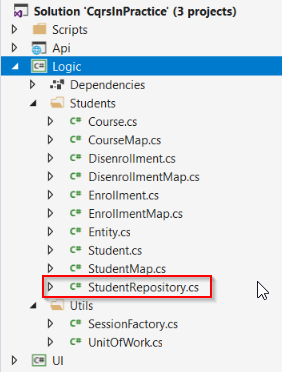 Solution 'CqrsInPractice' (3 projects)
Scripts
Api
C# Logic
Dependencies
Students
C# Course.cs
C# CourseMap.cs
C# Disenrollment.cs
C# DisenrollmentMap.cs
C# Enrollment.cs
C# EnrollmentMap.cs
C# Entity.cs
C# Student.cs
C# StudentMap.cs
C# StudentRepository.cs
Utils
C# SessionFactory.cs
C# UnitOfWork.cs
C# UI